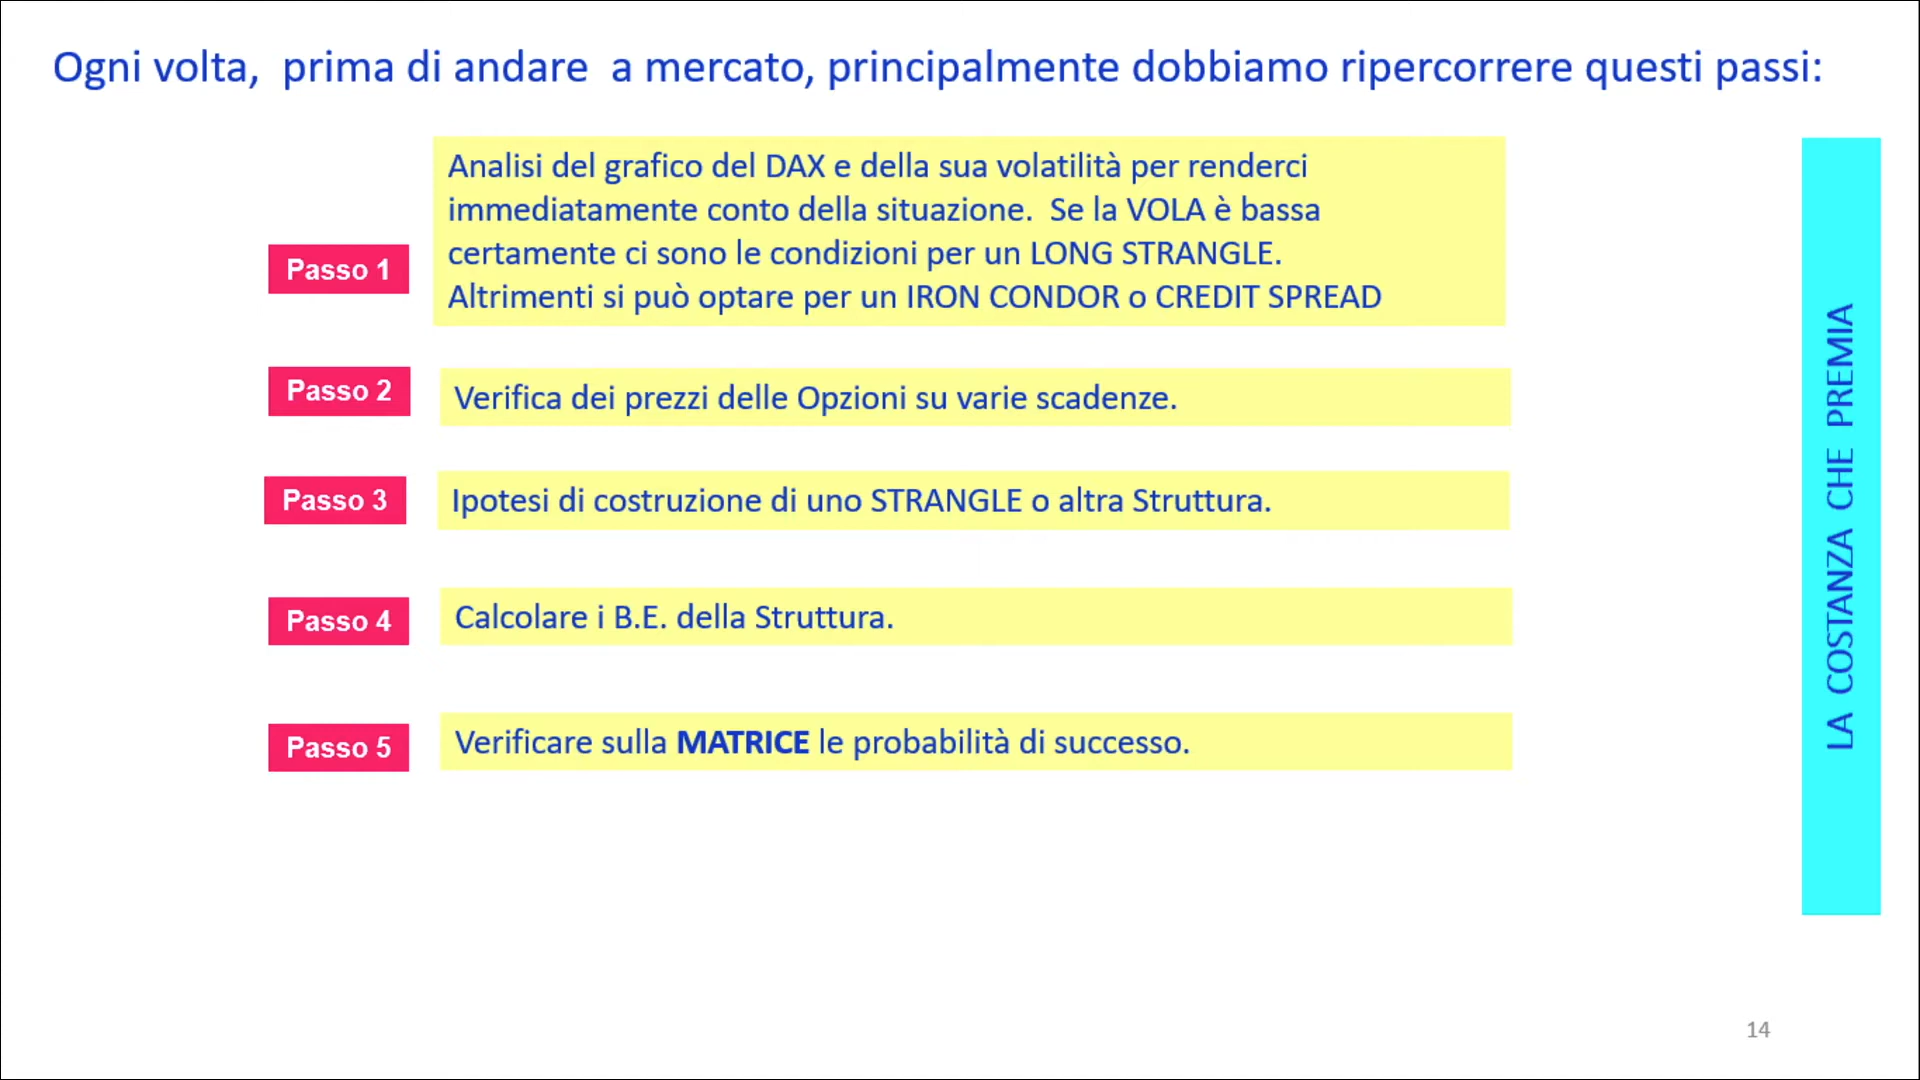 Ogni volta,  prima di andare  a mercato, principalmente dobbiamo ripercorrere questi passi:
Passo 1
Analisi del grafico del DAX e della sua volatilità per renderci
immediatamente conto della situazione.  Se la VOLA è bassa
certamente ci sono le condizioni per un LONG STRANGLE.
Altrimenti si può optare per un IRON CONDOR o CREDIT SPREAD
Passo 2
Verifica dei prezzi delle Opzioni su varie scadenze.
Passo 3
Ipotesi di costruzione di uno STRANGLE o altra Struttura.
Passo 4
Calcolare i B.E. della Struttura.
Passo 5
Verificare sulla MATRICE le probabilità di successo.
LA  COSTANZA  CHE  PREMIA
14